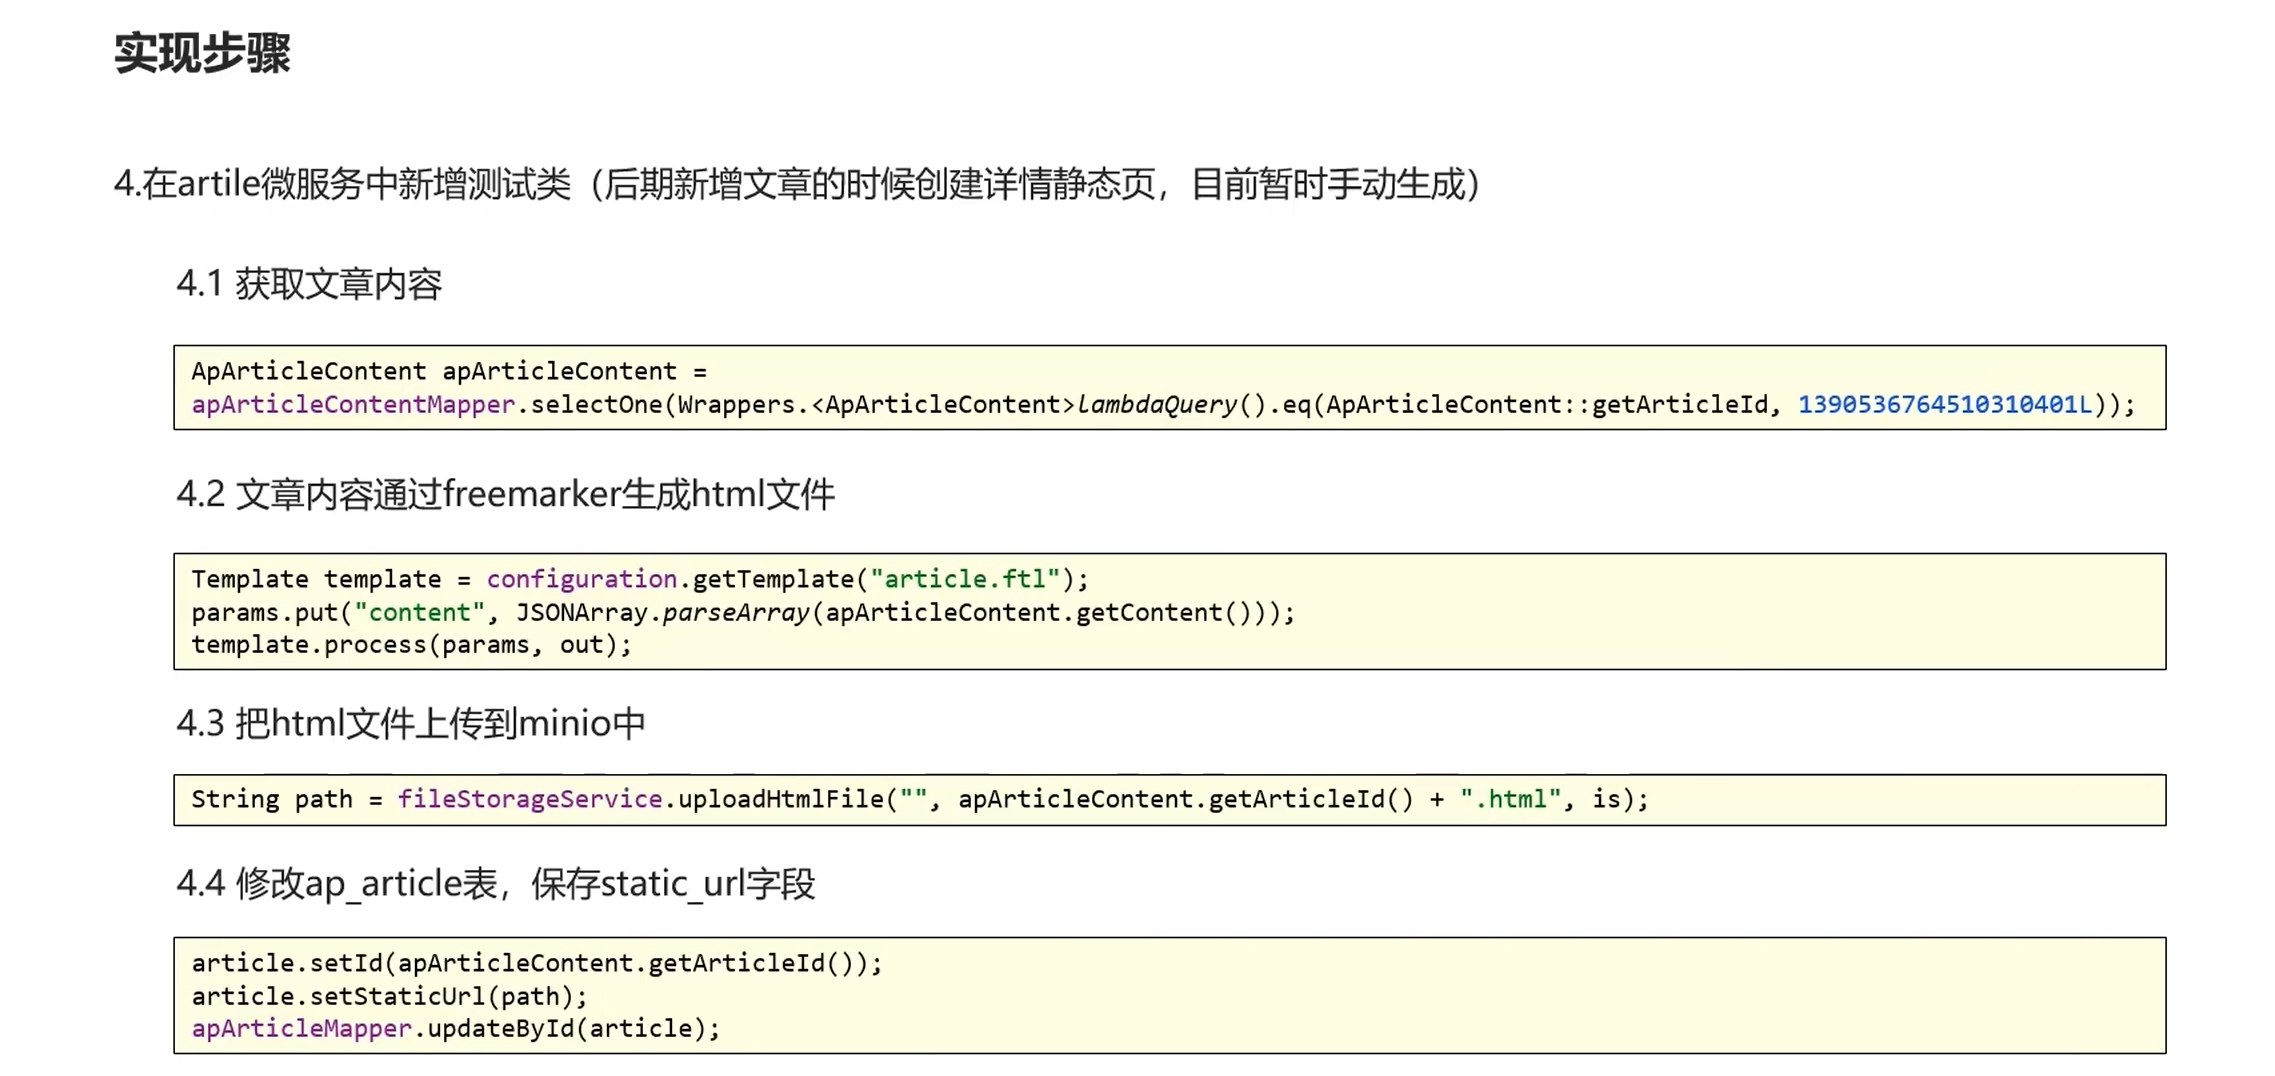 实现步骤
4.在artile微服务中新增测试类（后期新增文章的时候创建详情静态页，目前暂时手动生成）
4.1 获取文章内容
ApArticleContent apArticleContent =
apArticleContentMapper.selectOne(Wrappers.<ApArticleContent>lambdaQuery().eq(ApArticleContent::getArticleId, 1390536764510310401L));
4.2 文章内容通过freemarker生成html文件
Template template = configuration.getTemplate("article.ftl");
params.put("content", JSONArray.parseArray(apArticleContent.getContent()));
template.process(params, out);
4.3 把html文件上传到minio中
String path = fileStorageService.uploadHtmlFile("", apArticleContent.getArticleId() + ".html", is);
4.4 修改ap_article表，保存static_url字段
article.setId(apArticleContent.getArticleId());
article.setStaticUrl(path);
apArticleMapper.updateById(article);